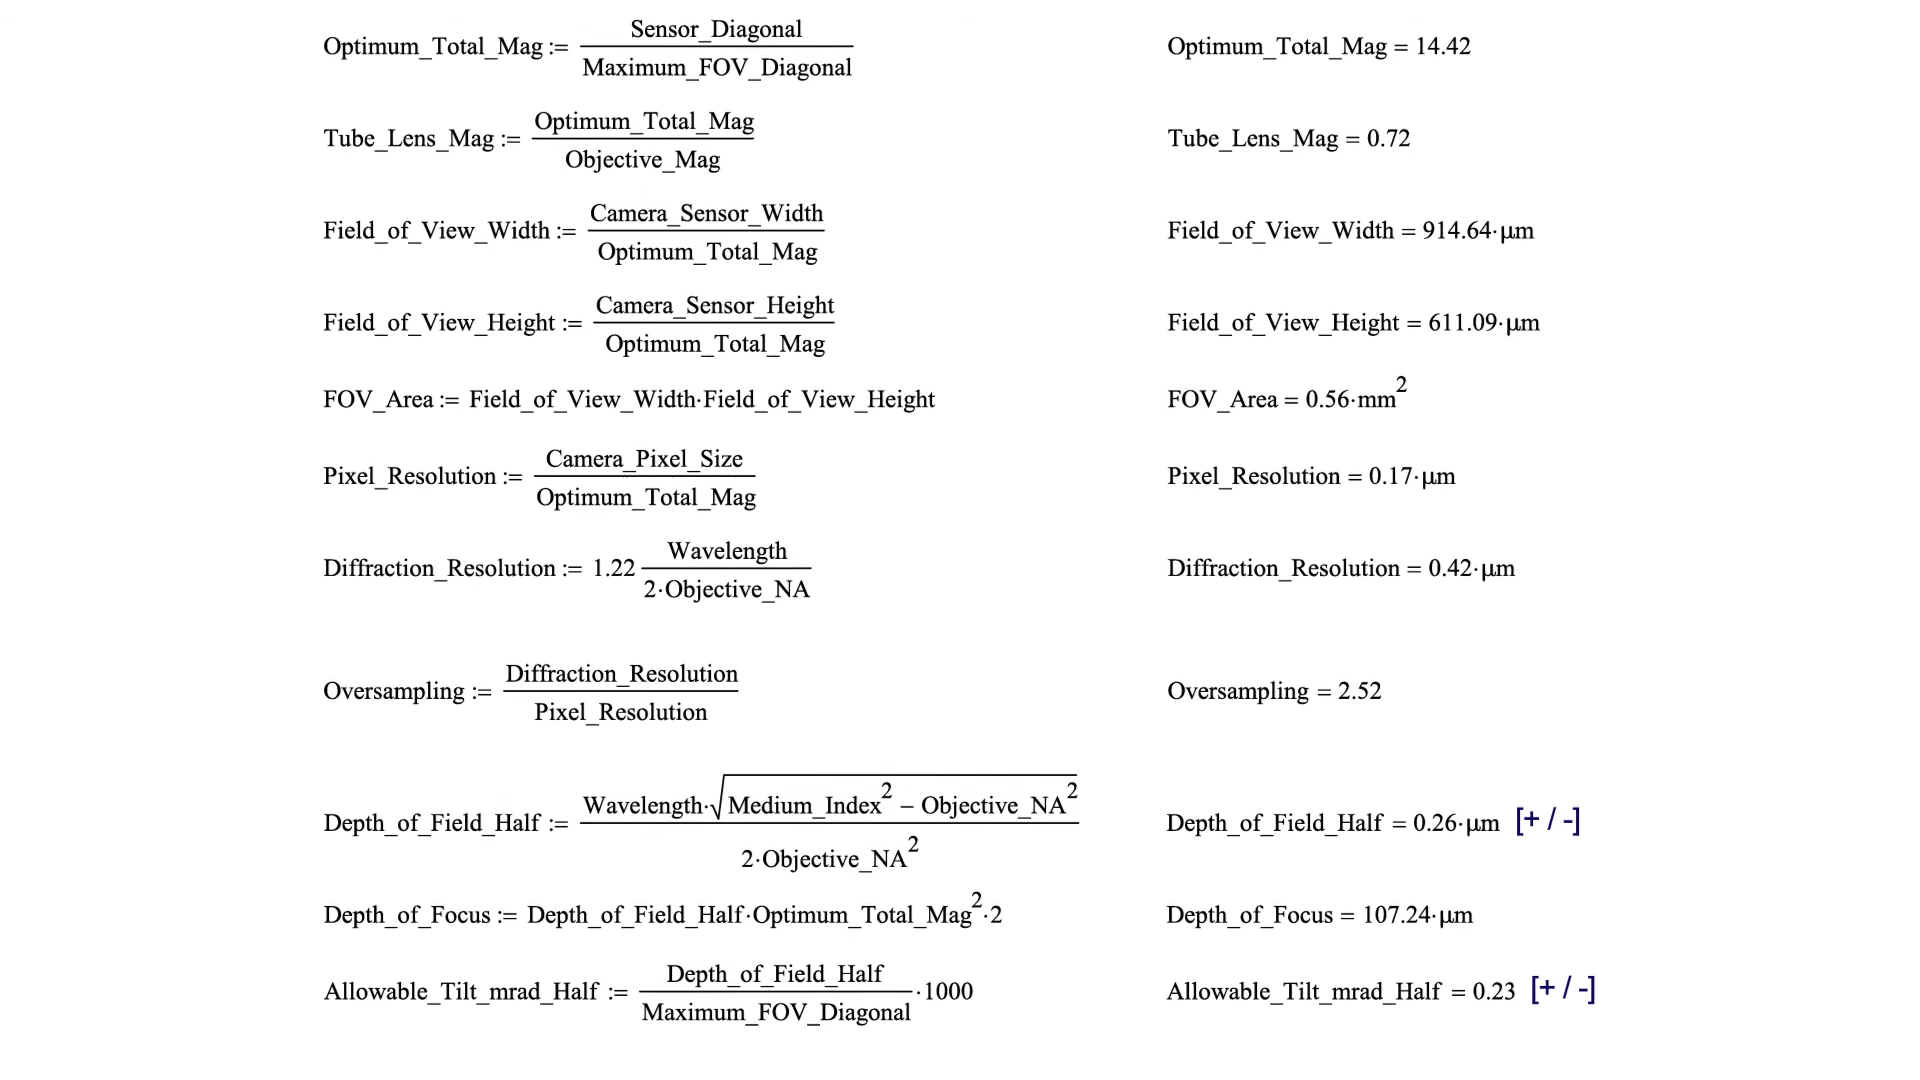 Optimum_Total_Mag := Sensor_Diagonal / Maximum_FOV_Diagonal Optimum_Total_Mag = 14.42
Tube_Lens_Mag := Optimum_Total_Mag / Objective_Mag Tube_Lens_Mag = 0.72
Field_of_View_Width := Camera_Sensor_Width / Optimum_Total_Mag Field_of_View_Width = 914.64·μm
Field_of_View_Height := Camera_Sensor_Height / Optimum_Total_Mag Field_of_View_Height = 611.09·μm
FOV_Area := Field_of_View_Width·Field_of_View_Height FOV_Area = 0.56·mm²
Pixel_Resolution := Camera_Pixel_Size / Optimum_Total_Mag Pixel_Resolution = 0.17·μm
Diffraction_Resolution := 1.22 Wavelength / 2·Objective_NA Diffraction_Resolution = 0.42·μm
Oversampling := Diffraction_Resolution / Pixel_Resolution Oversampling = 2.52
Depth_of_Field_Half := Wavelength·√(Medium_Index² – Objective_NA²) / 2·Objective_NA² Depth_of_Field_Half = 0.26·μm [+ / -]
Depth_of_Focus := Depth_of_Field_Half·Optimum_Total_Mag²·2 Depth_of_Focus = 107.24·μm
Allowable_Tilt_mrad_Half := Depth_of_Field_Half / Maximum_FOV_Diagonal ·1000 Allowable_Tilt_mrad_Half = 0.23 [+ / -]